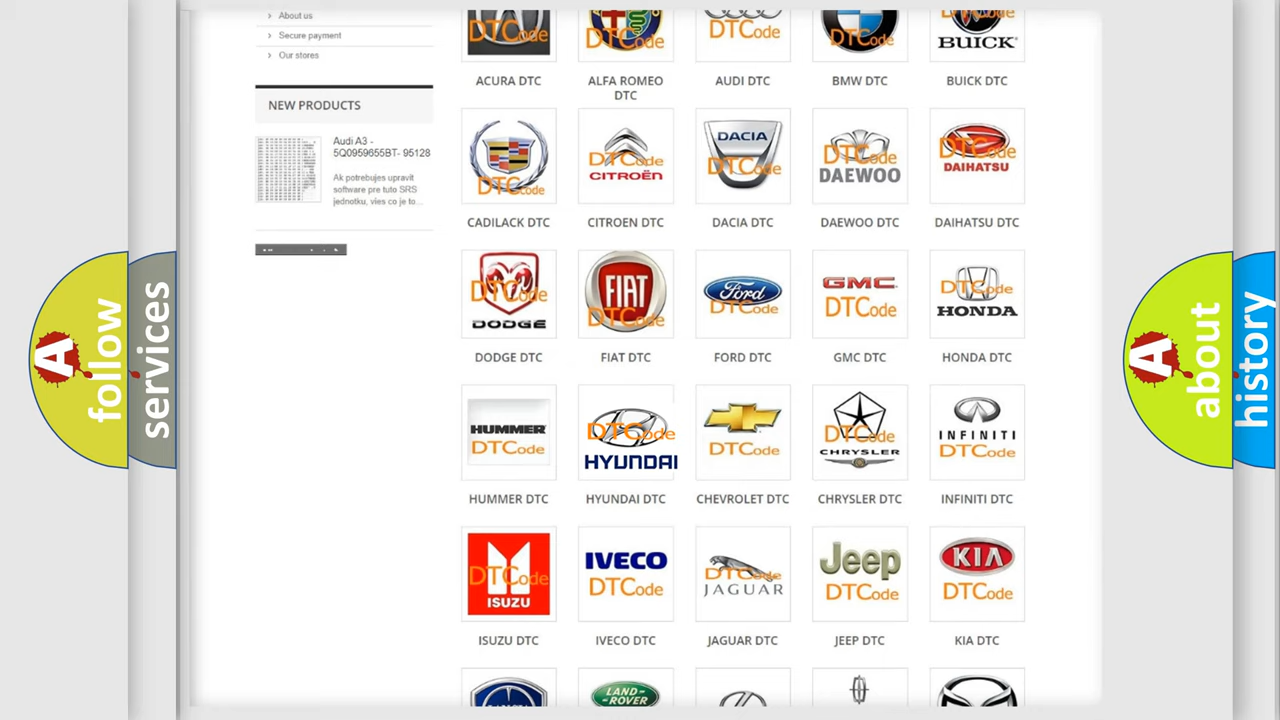 About us
Secure payment
Our stores
NEW PRODUCTS
Audi A3 -
5Q0959655BT- 95128
Ak potrebujes upravit
software pre tuto SRS
jednotku, vies co je to...
DTCode
DTCode
DTCode
DTCode
BUICK
ACURA DTC
ALFA ROMEO
DTC
AUDI DTC
BMW DTC
BUICK DTC
DTCode
DTCode
CITROËN
DACIA
DTCode
DTCode
DAEWOO
DTCode
DAIHATSU
CADILACK DTC
CITROEN DTC
DACIA DTC
DAEWOO DTC
DAIHATSU DTC
DTCode
DODGE
FIAT
DTCode
Ford
DTCode
GMC
DTCode
DTCode
HONDA
DODGE DTC
FIAT DTC
FORD DTC
GMC DTC
HONDA DTC
HUMMER
DTCode
DTCode
HYUNDAI
DTCode
DTCode
CHRYSLER
INFINITI
DTCode
HUMMER DTC
HYUNDAI DTC
CHEVROLET DTC
CHRYSLER DTC
INFINITI DTC
DTCode
ISUZU
IVECO
DTCode
DTCode
JAGUAR
Jeep
DTCode
KIA
DTCode
ISUZU DTC
IVECO DTC
JAGUAR DTC
JEEP DTC
KIA DTC
LAND-
ROVER
A
follow
services
A
about
history